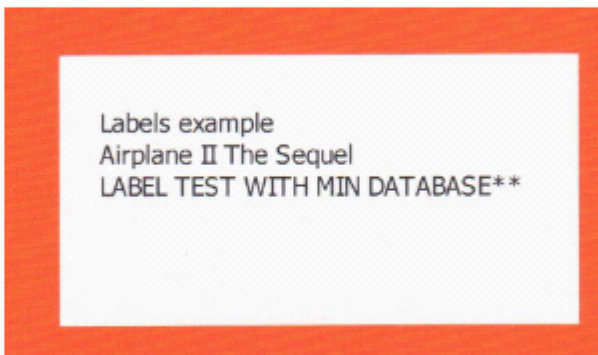 Labels example
Airplane II The Sequel
LABEL TEST WITH MIN DATABASE**